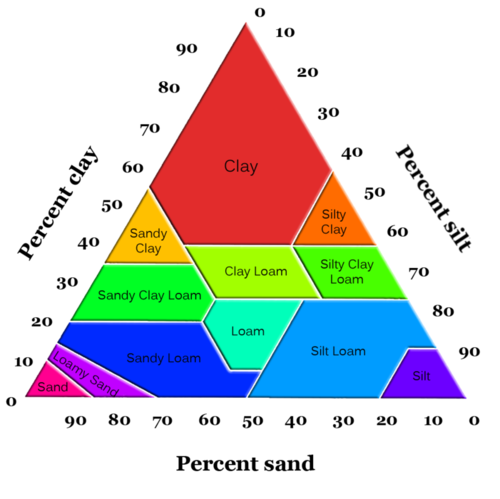 0
90
10
80
20
70
30
60
40
50
50
40
60
30
70
20
80
10
90
0
0
90
80
70
60
50
40
30
20
10
Percent clay
Percent silt
Clay
Silty
Clay
Sandy
Clay
Clay Loam
Silty Clay
Loam
Sandy Clay Loam
Loam
Sandy Loam
Silt Loam
Loamy Sand
Sand
Silt
Percent sand